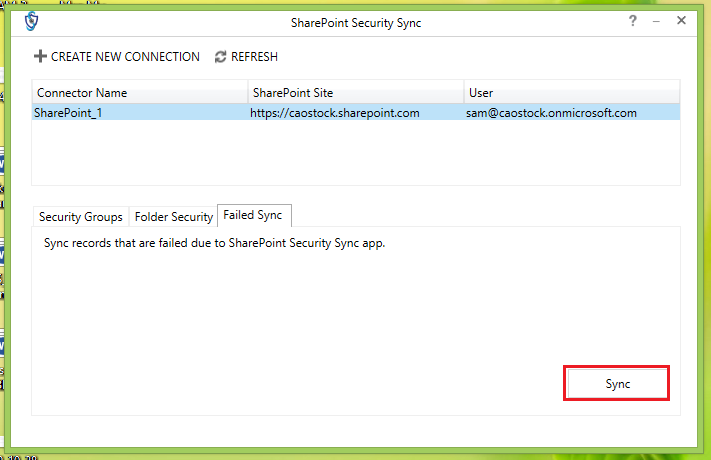 SharePoint Security Sync
? – ✕
CREATE NEW CONNECTION REFRESH
Connector Name SharePoint Site User
SharePoint_1 https://caostock.sharepoint.com sam@caostock.onmicrosoft.com
Security Groups Folder Security Failed Sync
Sync records that are failed due to SharePoint Security Sync app.
Sync